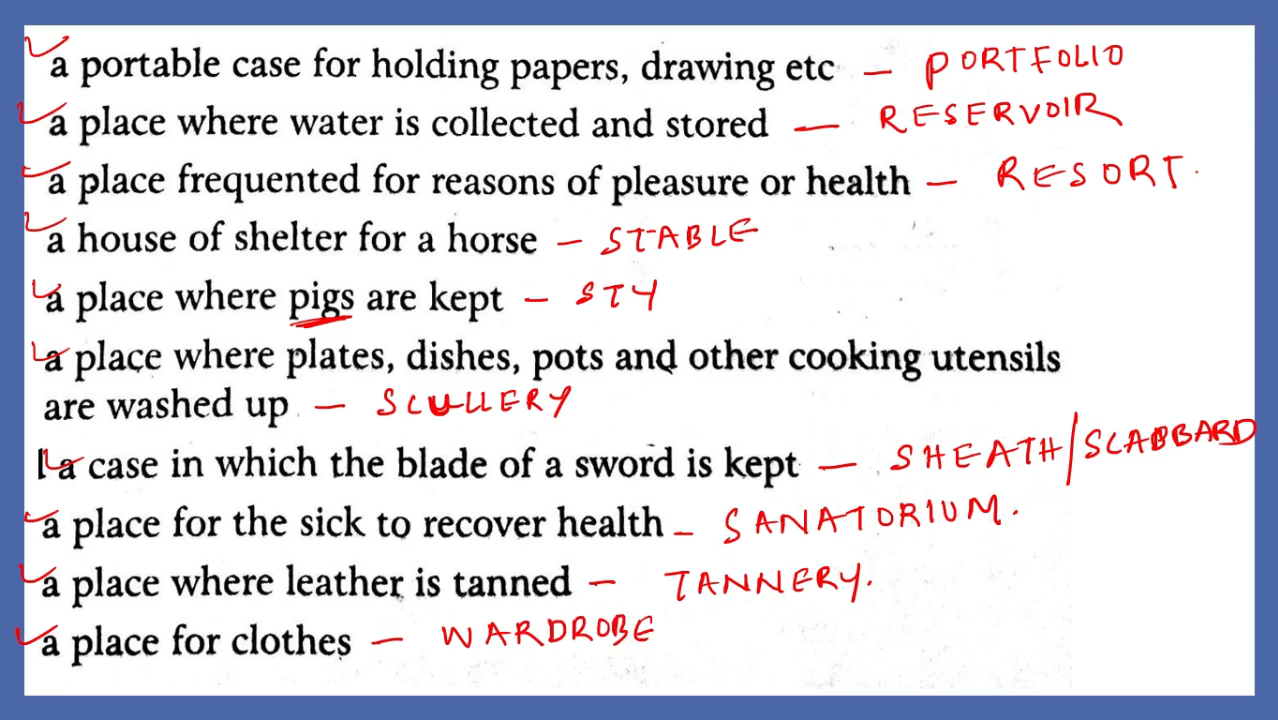 a portable case for holding papers, drawing etc – PORTFOLIO
a place where water is collected and stored – RESERVOIR
a place frequented for reasons of pleasure or health – RESORT.
a house of shelter for a horse – STABLE
a place where pigs are kept – STY
a place where plates, dishes, pots and other cooking utensils
are washed up – SCULLERY
a case in which the blade of a sword is kept – SHEATH/SCABBARD
a place for the sick to recover health – SANATORIUM.
a place where leather is tanned – TANNERY.
a place for clothes – WARDROBE